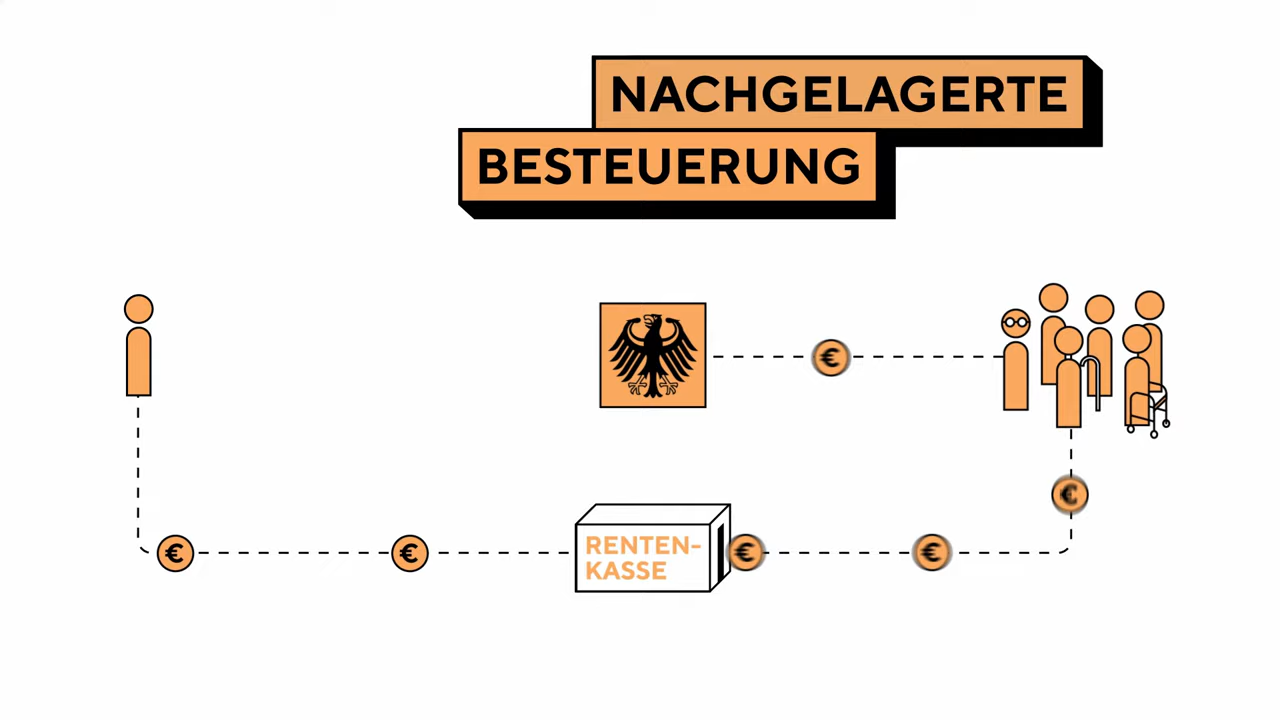 NACHGELAGERTE
BESTEUERUNG
€
€
€
€
€
€
RENTEN-
KASSE